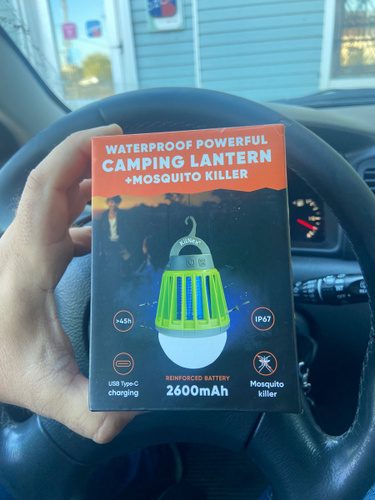 WATERPROOF POWERFUL
CAMPING LANTERN
+MOSQUITO KILLER
>45h
IP67
USB Type-C
charging
REINFORCED BATTERY
2600mAh
Mosquito
killer